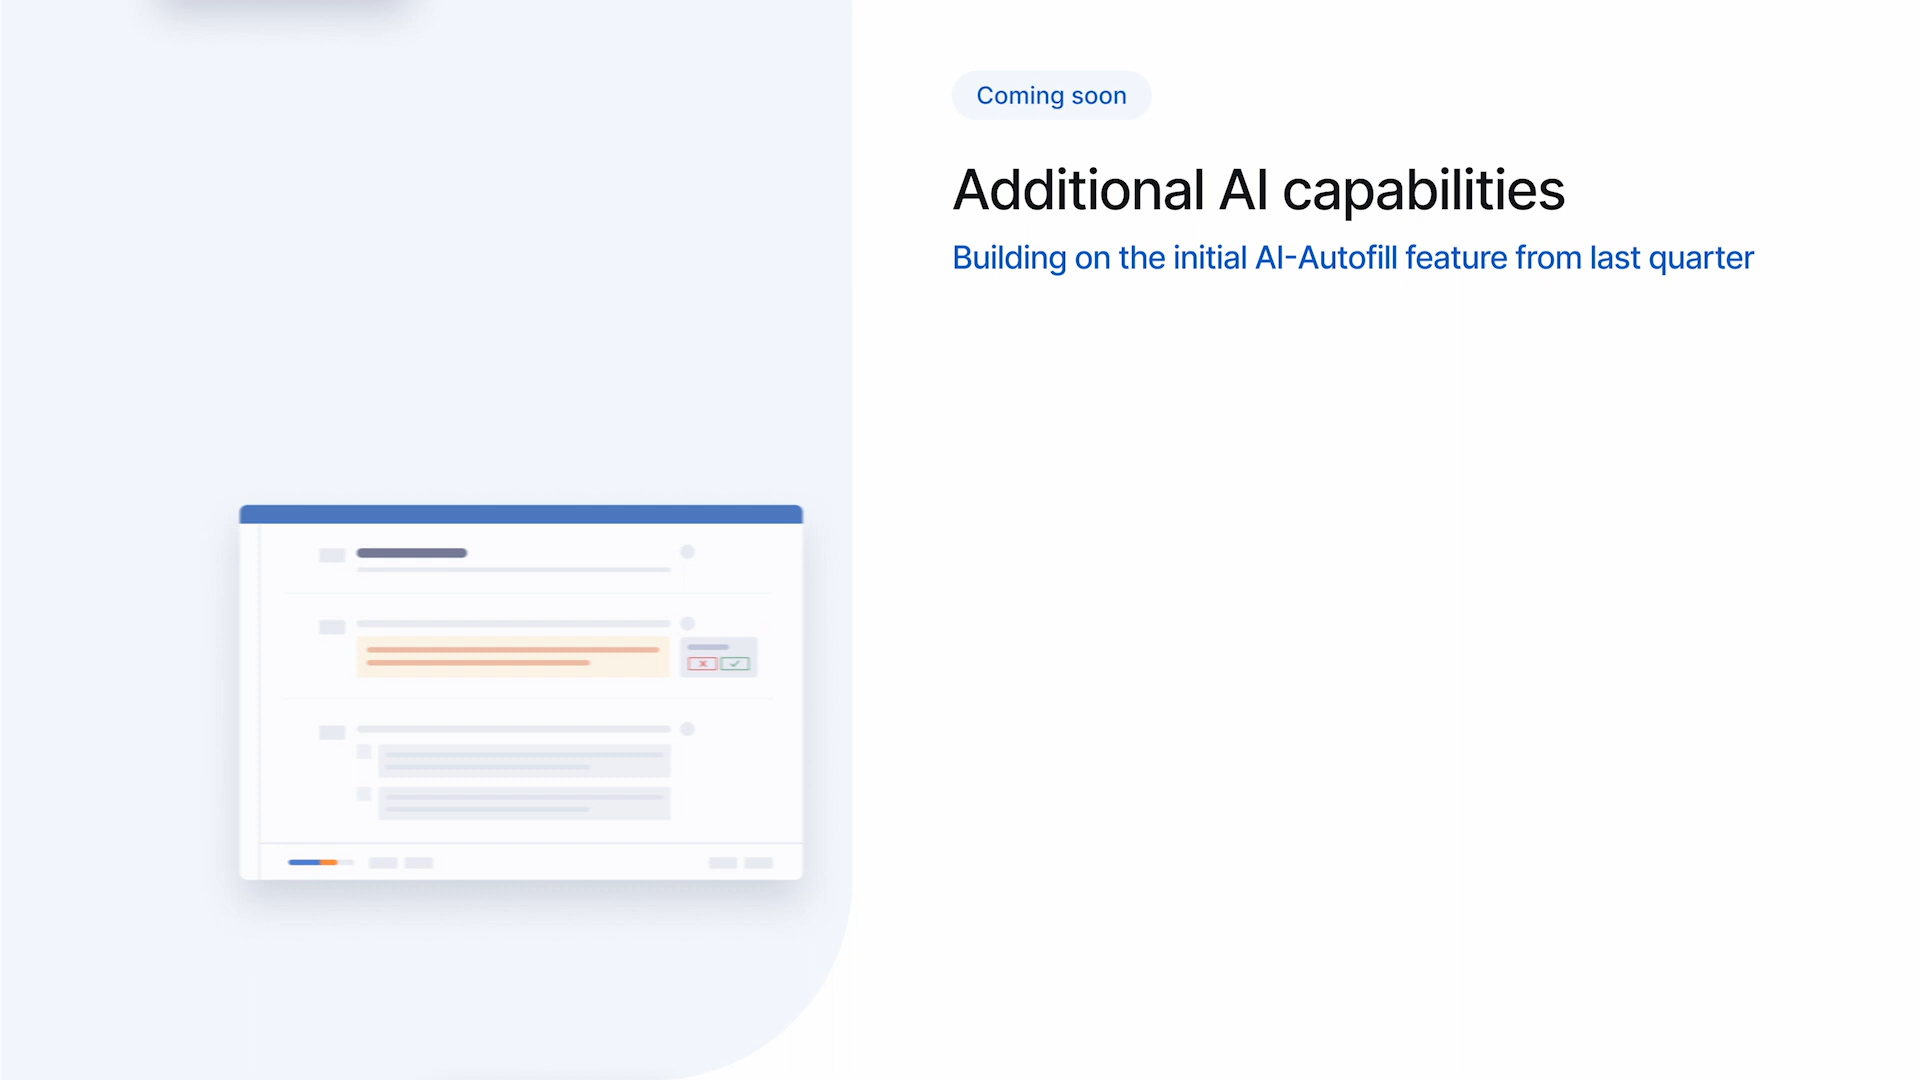 Coming soon
Additional AI capabilities
Building on the initial AI-Autofill feature from last quarter